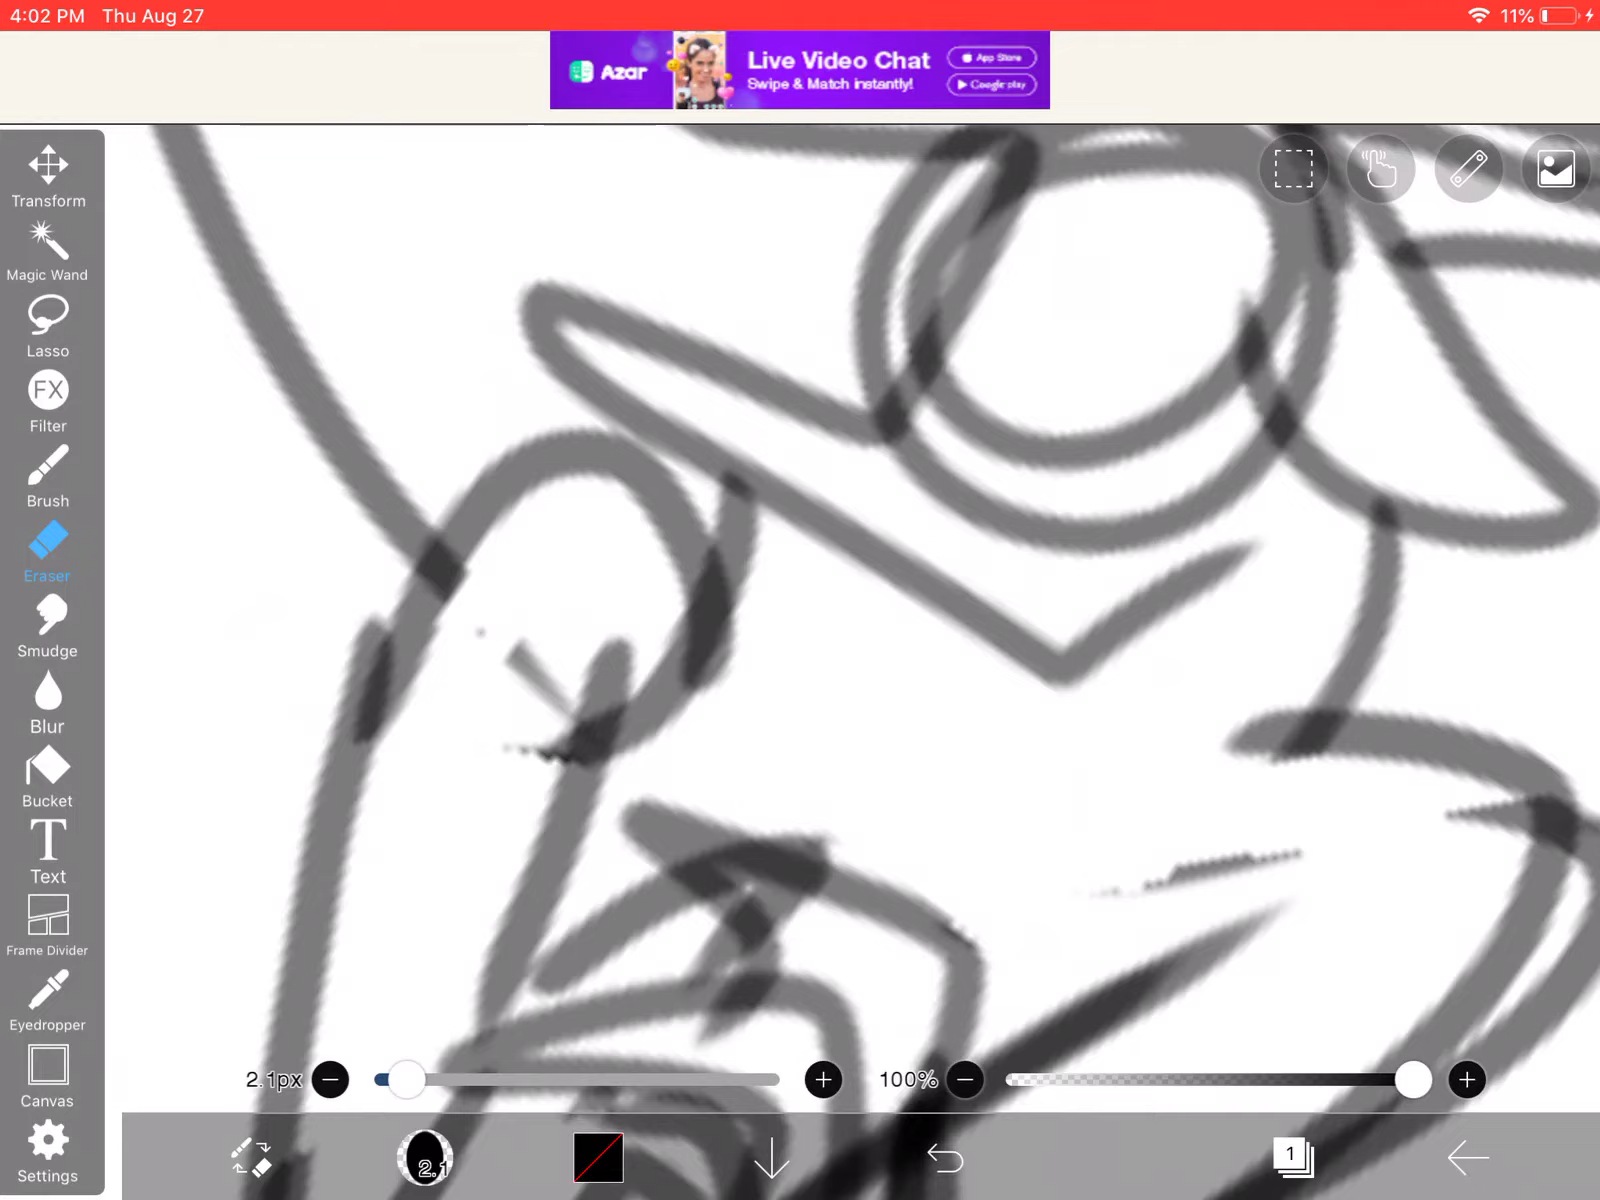 4:02 PM Thu Aug 27
11%
Azar
Live Video Chat
Swipe & Match instantly!
App Store
Google play
Transform
Magic Wand
Lasso
FX
Filter
Brush
Eraser
Smudge
Blur
Bucket
T
Text
Frame Divider
Eyedropper
Canvas
Settings
2.1px
100%
2.1
1